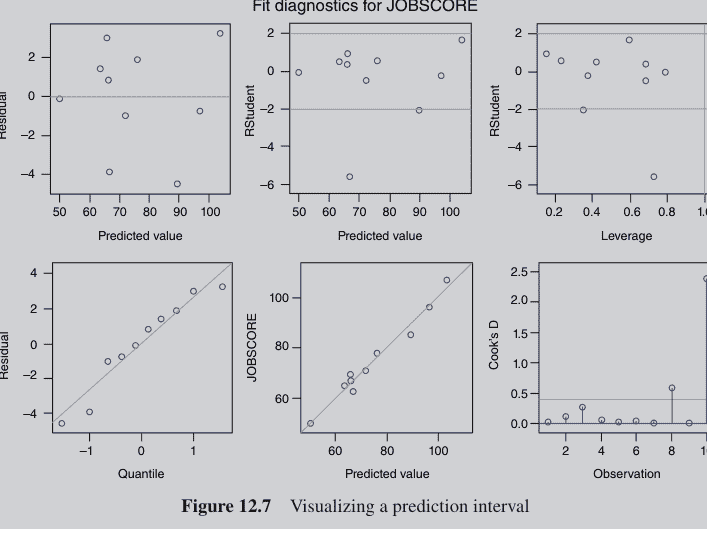 Fit diagnostics for JOBSCORE
2
0
−2
−4
Residual
50 60 70 80 90 100
Predicted value
2
0
−2
−4
−6
RStudent
50 60 70 80 90 100
Predicted value
2
0
−2
−4
−6
RStudent
0.2 0.4 0.6 0.8 1.0
Leverage
4
2
0
−2
−4
Residual
−1 0 1
Quantile
100
80
60
JOBSCORE
60 80 100
Predicted value
2.5
2.0
1.5
1.0
0.5
0.0
Cook's D
2 4 6 8
Observation
Figure 12.7 Visualizing a prediction interval